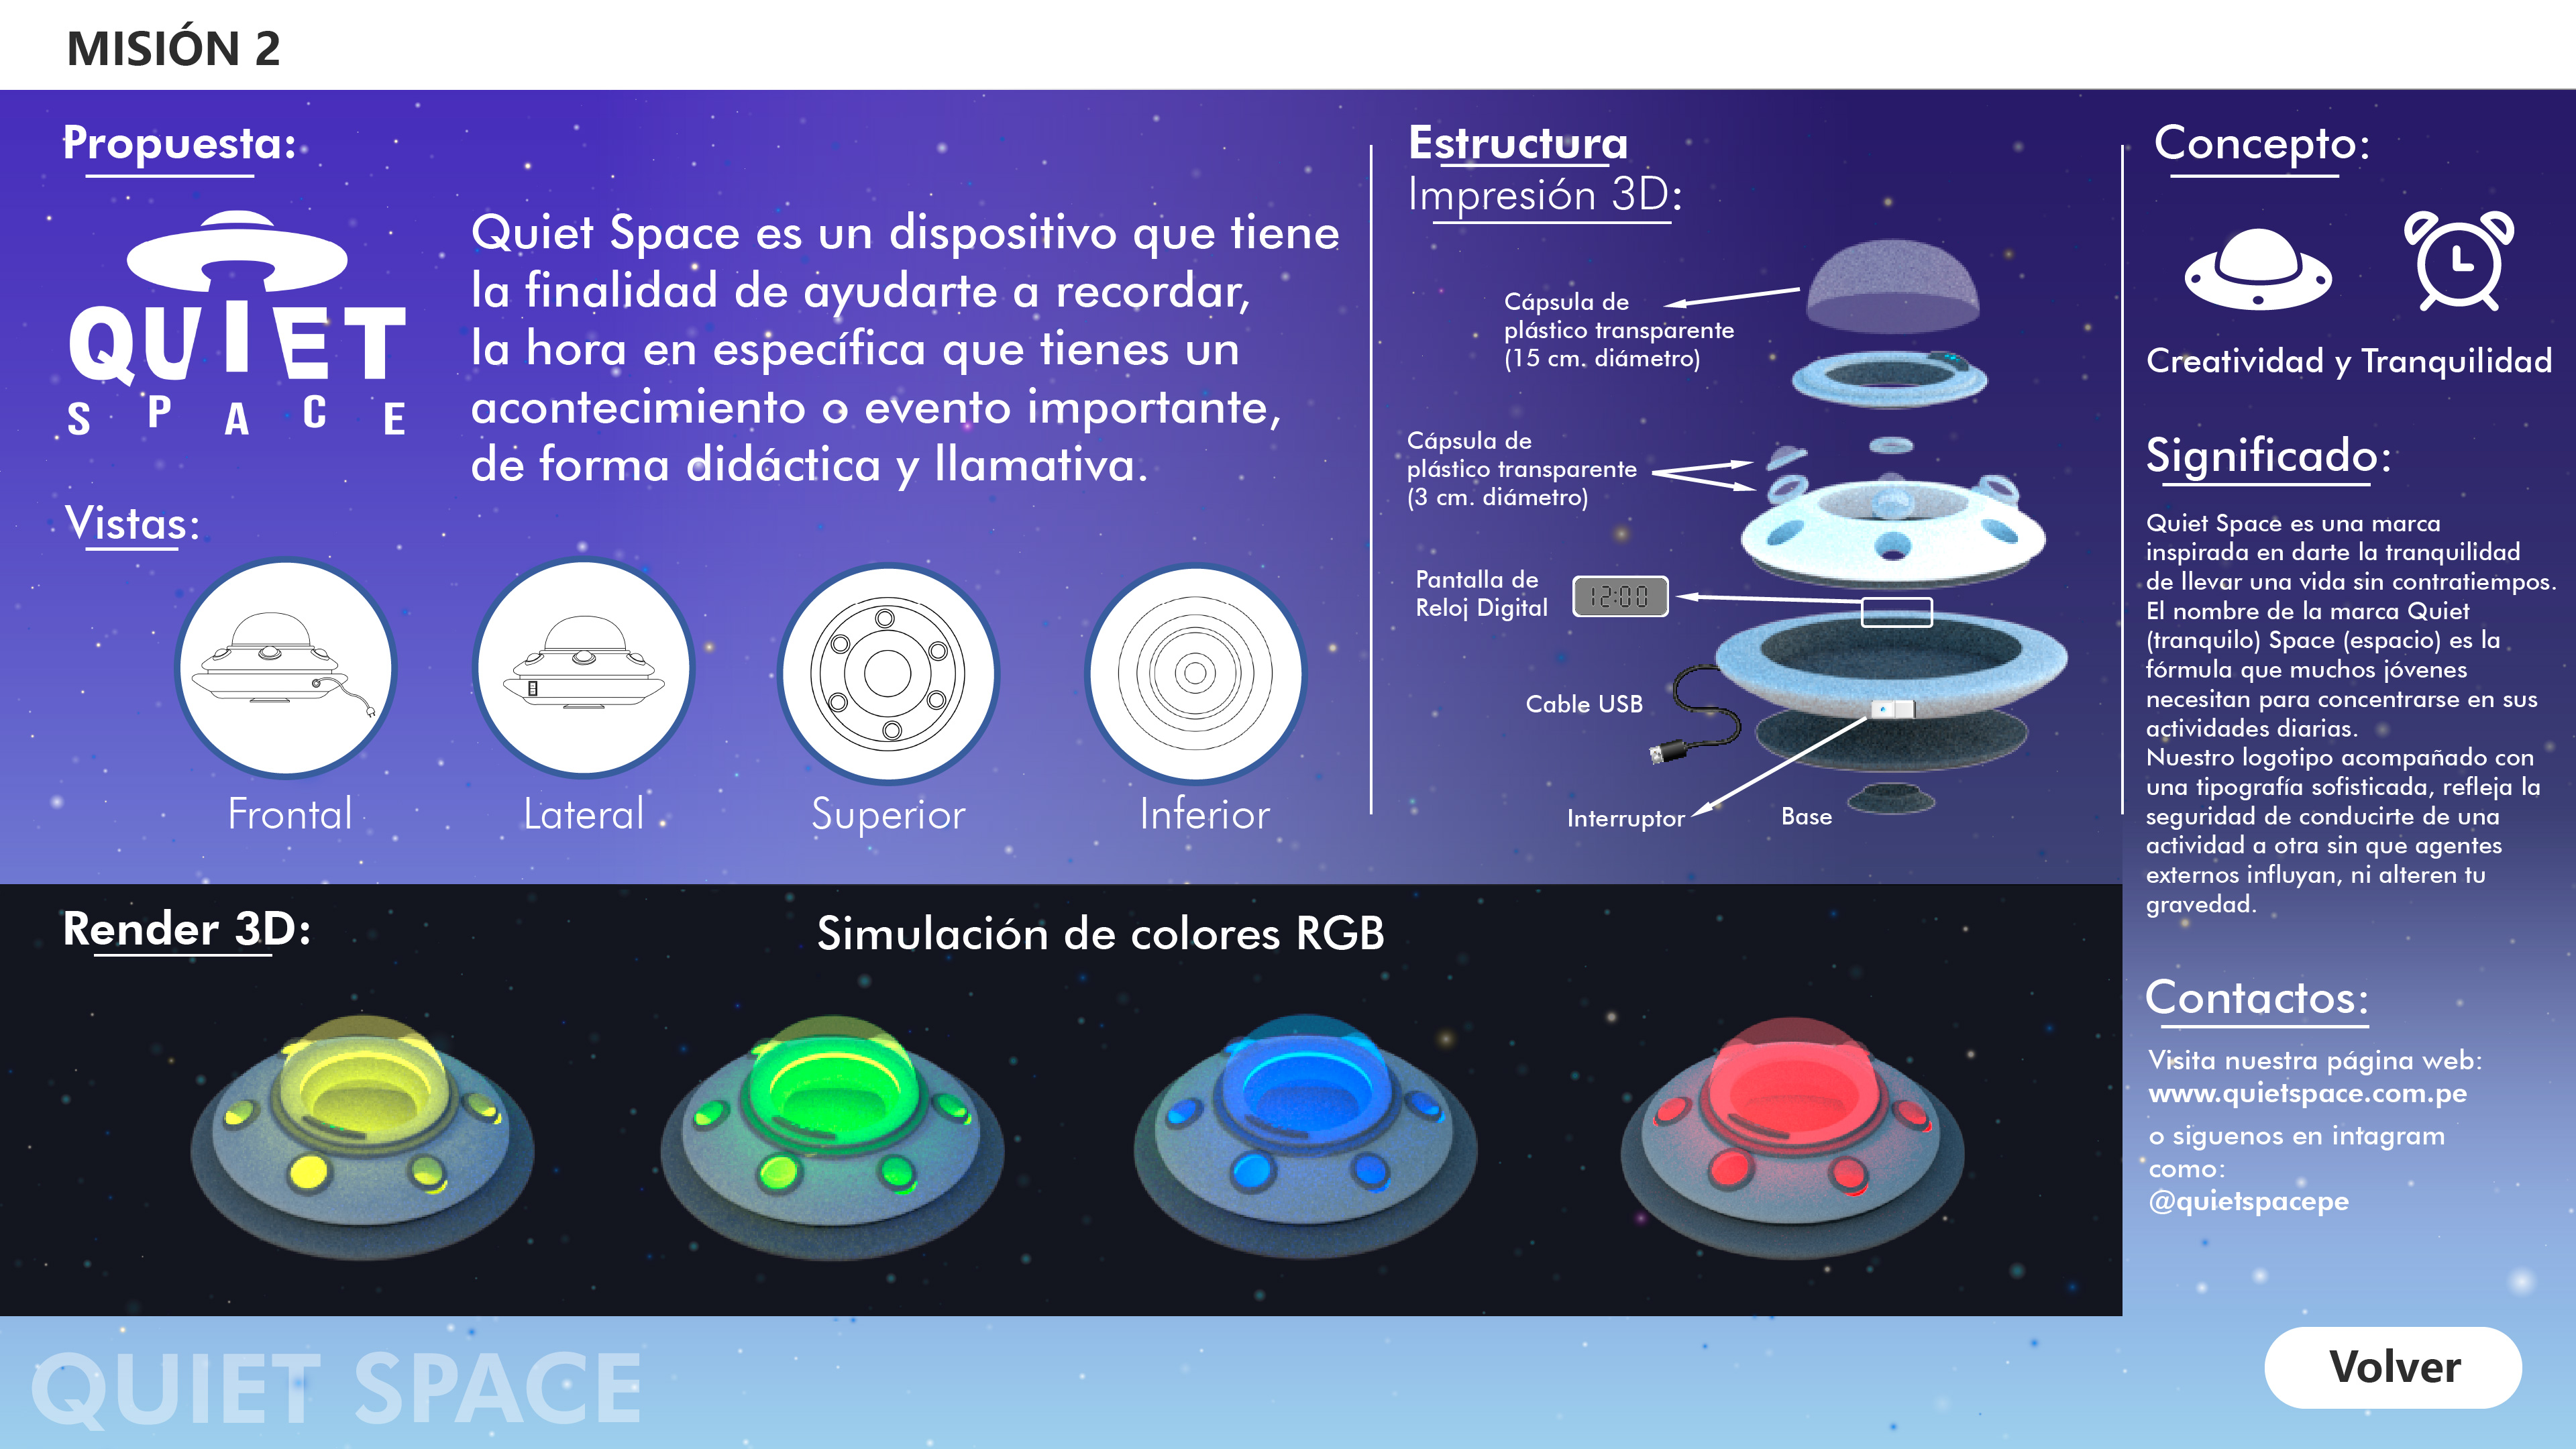 MISIÓN 2
Propuesta:
QUIET
SPACE
Quiet Space es un dispositivo que tiene
la finalidad de ayudarte a recordar,
la hora en específica que tienes un
acontecimiento o evento importante,
de forma didáctica y llamativa.
Vistas:
Frontal
Lateral
Superior
Inferior
Estructura
Impresión 3D:
Cápsula de
plástico transparente
(15 cm. diámetro)
Cápsula de
plástico transparente
(3 cm. diámetro)
Pantalla de
Reloj Digital
12:00
Cable USB
Interruptor
Base
Concepto:
Creatividad y Tranquilidad
Significado:
Quiet Space es una marca
inspirada en darte la tranquilidad
de llevar una vida sin contratiempos.
El nombre de la marca Quiet
(tranquilo) Space (espacio) es la
fórmula que muchos jóvenes
necesitan para concentrarse en sus
actividades diarias.
Nuestro logotipo acompañado con
una tipografía sofisticada, refleja la
seguridad de conducirte de una
actividad a otra sin que agentes
externos influyan, ni alteren tu
gravedad.
Contactos:
Visita nuestra página web:
www.quietspace.com.pe
o siguenos en intagram
como:
@quietspacepe
Render 3D:
Simulación de colores RGB
QUIET SPACE
Volver